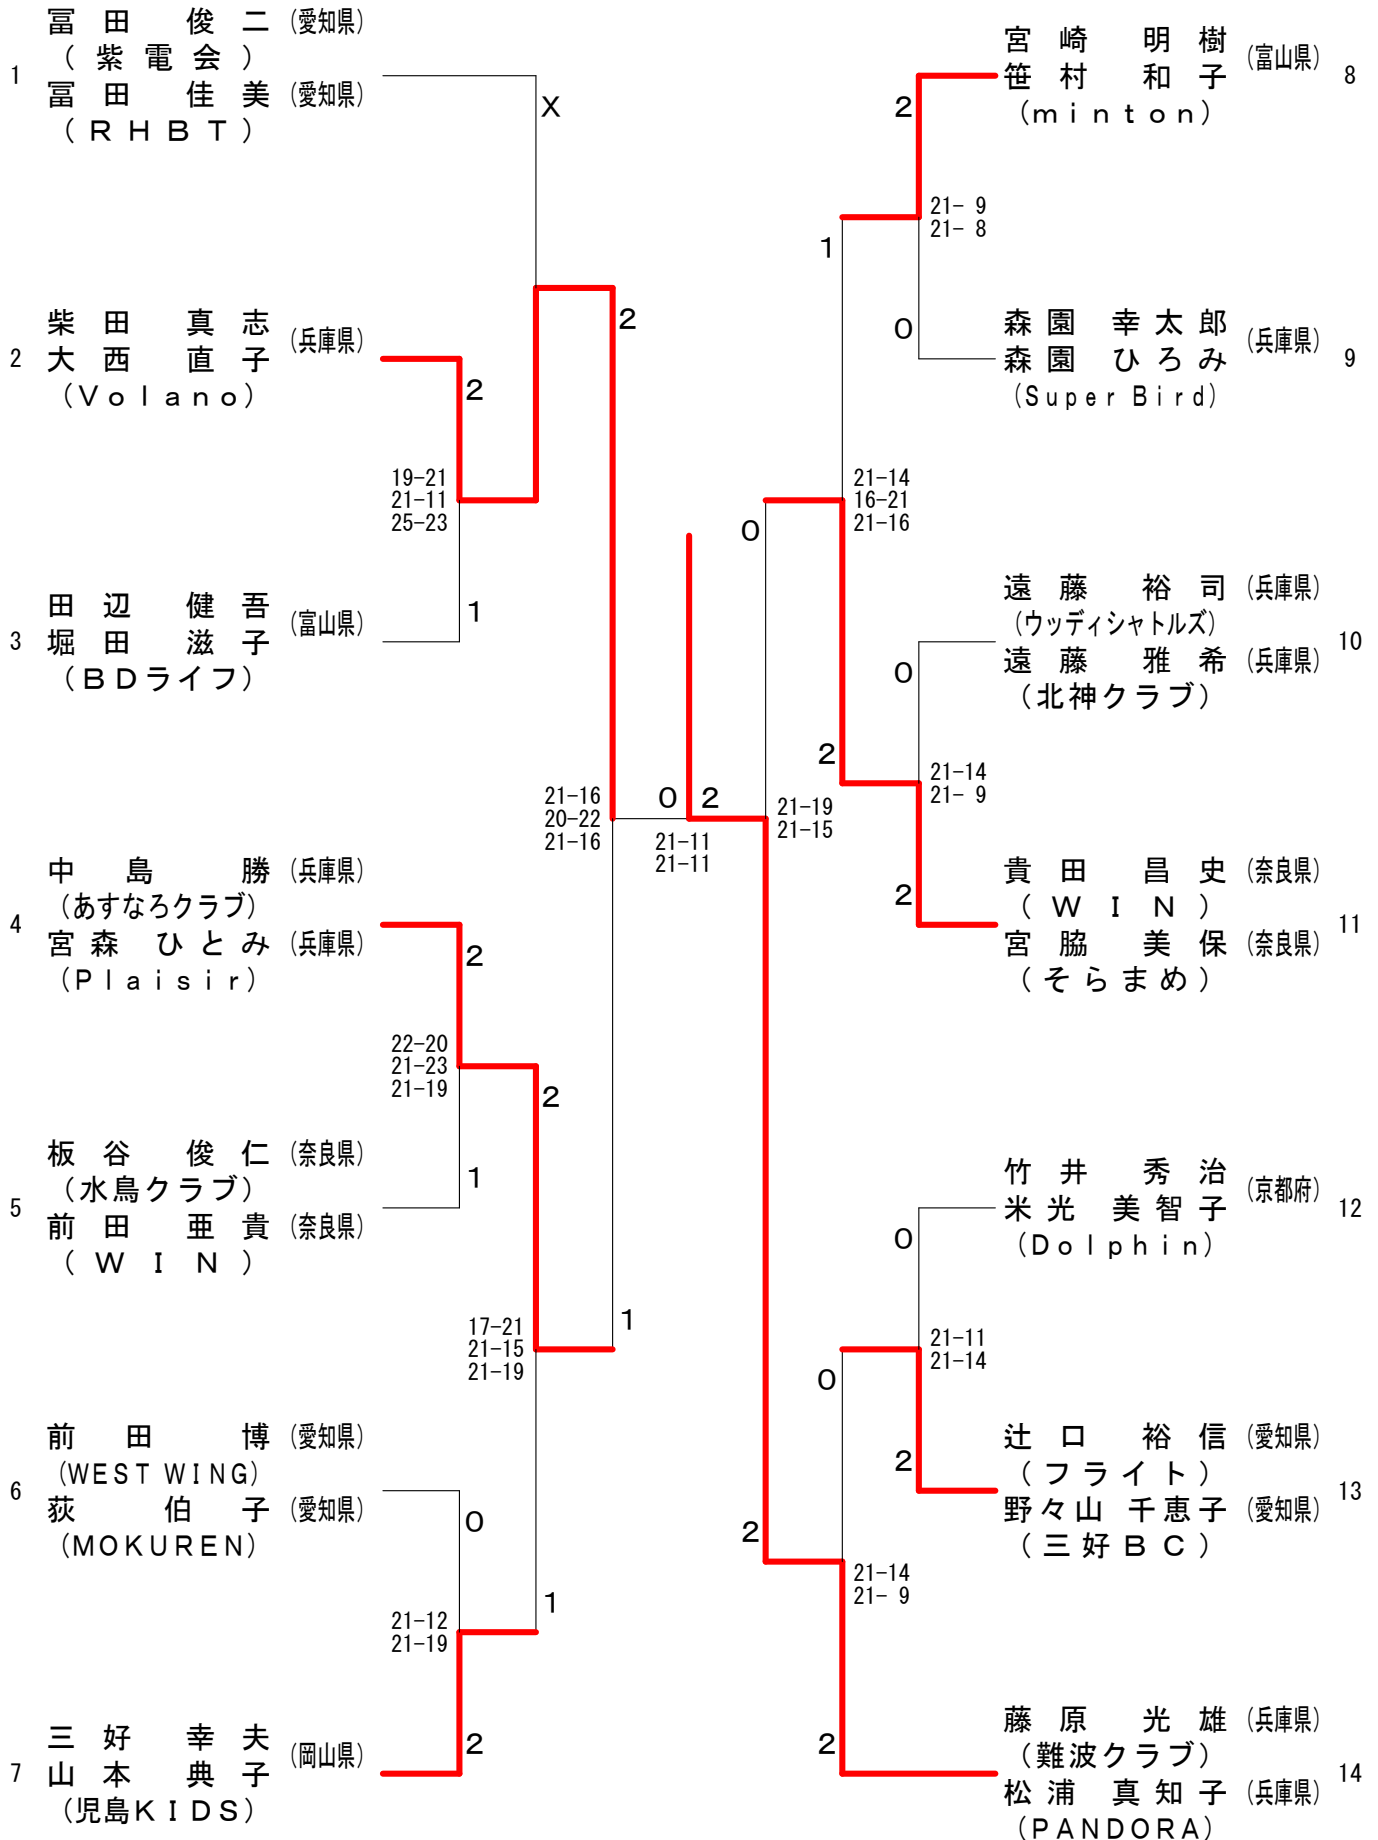 冨田 俊二 (愛知県)
(紫電会)
1
冨田 佳美 (愛知県)
(RHBT)
X
柴田 真志
大西 直子
(兵庫県)
2
(Volano)
2
2
19-21
21-11
25-23
田辺 健吾
堀田 滋子
(富山県)
3
(BDライフ)
1
21-16
20-22
21-16
中島 勝 (兵庫県)
(あすなろクラブ)
4
宮森 ひとみ (兵庫県)
(Plaisir)
2
22-20
21-23
21-19
2
板谷 俊仁 (奈良県)
(水鳥クラブ)
5
前田 亜貴 (奈良県)
(WIN)
1
17-21
21-15
21-19
1
前田 博 (愛知県)
(WEST WING)
6
荻 伯子 (愛知県)
(MOKUREN)
0
21-12
21-19
1
三好 幸夫
山本 典子
(岡山県)
7
(児島KIDS)
2
0 2
21-11
21-11
宮崎 明樹
笹村 和子
(富山県)
8
(minton)
2
21- 9
21- 8
1
森園 幸太郎
森園 ひろみ
(兵庫県)
9
(Super Bird)
0
21-14
16-21
21-16
0
遠藤 裕司 (兵庫県)
(ウッディシャトルズ)
10
遠藤 雅希 (兵庫県)
(北神クラブ)
0
2
21-14
21- 9
21-19
21-15
貴田 昌史 (奈良県)
(WIN)
11
宮脇 美保 (奈良県)
(そらまめ)
2
竹井 秀治
米光 美智子
(京都府)
12
(Dolphin)
0
21-11
21-14
0
辻口 裕信 (愛知県)
(フライト)
13
野々山 千恵子 (愛知県)
(三好BC)
2
2
21-14
21- 9
藤原 光雄 (兵庫県)
(難波クラブ)
14
松浦 真知子 (兵庫県)
(PANDORA)
2